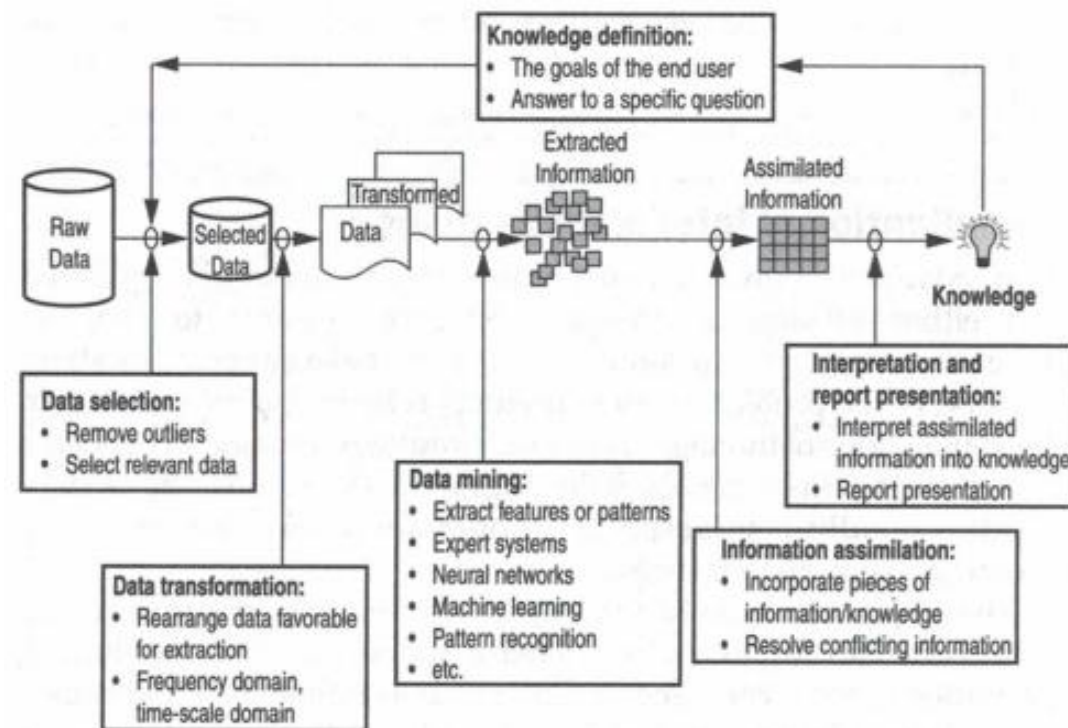 Knowledge definition:
• The goals of the end user
• Answer to a specific question
Extracted
Information
Assimilated
Information
Transformed
Raw
Data
Selected
Data
Data
Knowledge
Data selection:
• Remove outliers
• Select relevant data
Interpretation and
report presentation:
• Interpret assimilated
information into knowledge
• Report presentation
Data mining:
• Extract features or patterns
• Expert systems
• Neural networks
• Machine learning
• Pattern recognition
• etc.
Information assimilation:
• Incorporate pieces of
information/knowledge
• Resolve conflicting information
Data transformation:
• Rearrange data favorable
for extraction
• Frequency domain,
time-scale domain